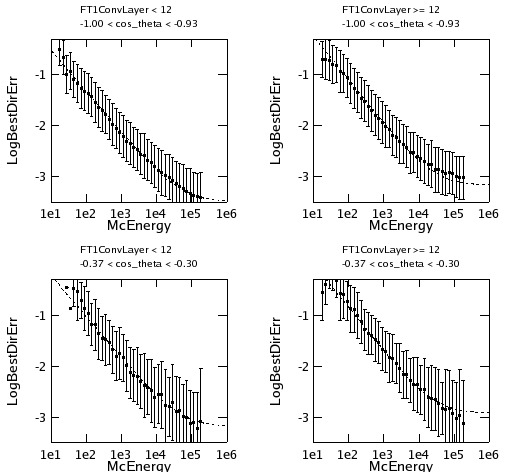 FT1ConvLayer < 12
-1.00 < cos_theta < -0.93
FT1ConvLayer >= 12
-1.00 < cos_theta < -0.93
LogBestDirErr
-1
-2
-3
1e1 1e2 1e3 1e4 1e5 1e6
McEnergy
LogBestDirErr
-1
-2
-3
1e1 1e2 1e3 1e4 1e5 1e6
McEnergy
FT1ConvLayer < 12
-0.37 < cos_theta < -0.30
FT1ConvLayer >= 12
-0.37 < cos_theta < -0.30
LogBestDirErr
-1
-2
-3
1e1 1e2 1e3 1e4 1e5 1e6
McEnergy
LogBestDirErr
-1
-2
-3
1e1 1e2 1e3 1e4 1e5 1e6
McEnergy